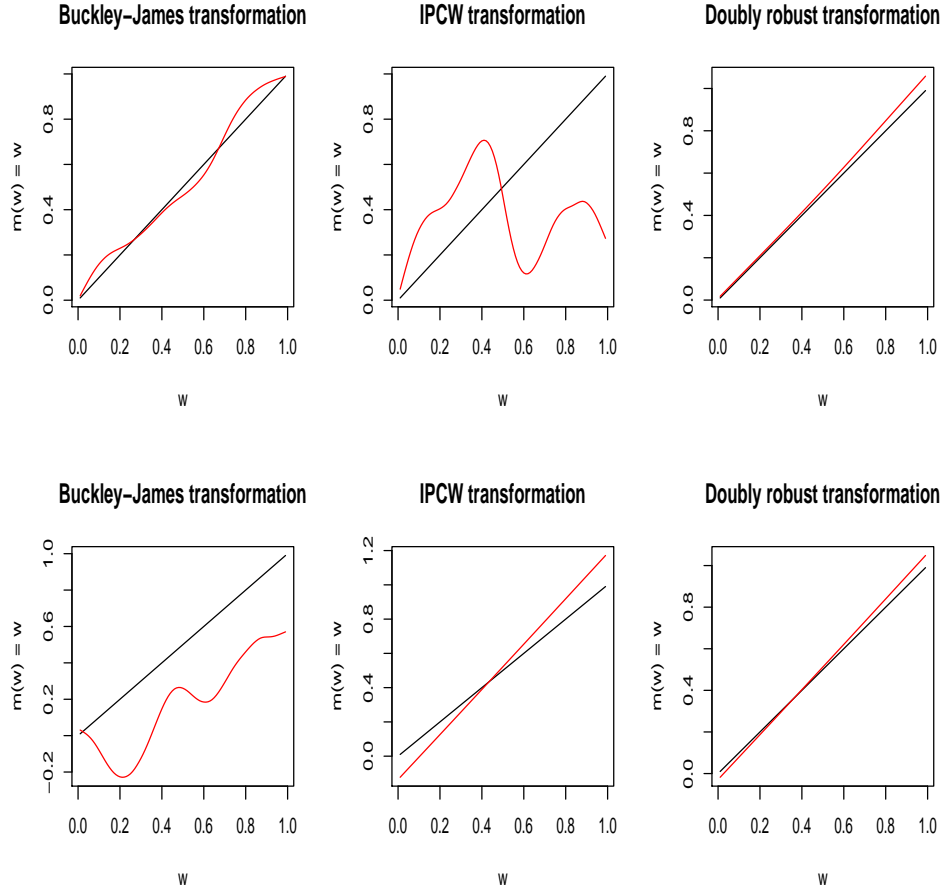 Buckley−James transformation
IPCW transformation
Doubly robust transformation
m(w) = w
0.0 0.4 0.8
0.0 0.2 0.4 0.6 0.8 1.0
w
m(w) = w
0.0 0.4 0.8
0.0 0.2 0.4 0.6 0.8 1.0
w
m(w) = w
0.0 0.4 0.8
0.0 0.2 0.4 0.6 0.8 1.0
w
Buckley−James transformation
IPCW transformation
Doubly robust transformation
m(w) = w
−0.2 0.2 0.6 1.0
0.0 0.2 0.4 0.6 0.8 1.0
w
m(w) = w
0.0 0.4 0.8 1.2
0.0 0.2 0.4 0.6 0.8 1.0
w
m(w) = w
0.0 0.4 0.8
0.0 0.2 0.4 0.6 0.8 1.0
w